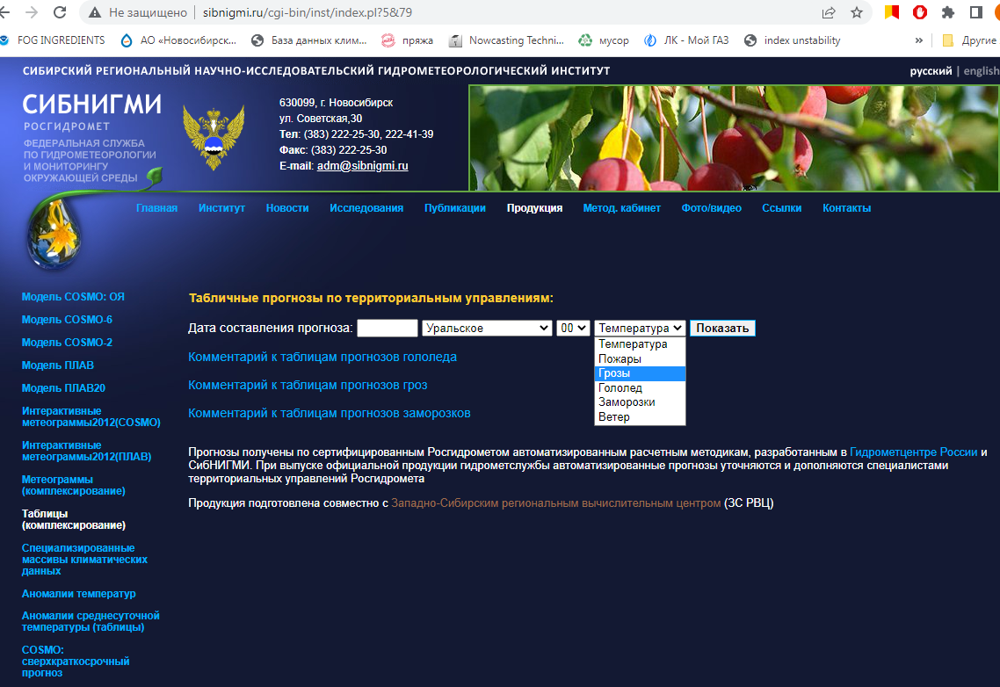 Не защищено | sibnigmi.ru/cgi-bin/inst/index.pl?5&79
FOG INGREDIENTS
АО «Новосибирск...
База данных клим...
пряжа
Nowcasting Techni...
мусор
ЛК - Мой ГАЗ
index unstability
»
Другие
СИБИРСКИЙ РЕГИОНАЛЬНЫЙ НАУЧНО-ИССЛЕДОВАТЕЛЬСКИЙ ГИДРОМЕТЕОРОЛОГИЧЕСКИЙ ИНСТИТУТ
русский | english
СИБНИГМИ
РОСГИДРОМЕТ
ФЕДЕРАЛЬНАЯ СЛУЖБА
ПО ГИДРОМЕТЕОРОЛОГИИ
И МОНИТОРИНГУ
ОКРУЖАЮЩЕЙ СРЕДЫ
630099, г. Новосибирск
ул. Советская,30
Тел: (383) 222-25-30, 222-41-39
Факс: (383) 222-25-30
E-mail: adm@sibnigmi.ru
Главная Институт Новости Исследования Публикации Продукция Метод. кабинет Фото/видео Ссылки Контакты
Модель COSMO: ОЯ
Модель COSMO-6
Модель COSMO-2
Модель ПЛАВ
Модель ПЛАВ20
Интерактивные
метеограммы2012(COSMO)
Интерактивные
метеограммы2012(ПЛАВ)
Метеограммы
(комплексирование)
Таблицы
(комплексирование)
Специализированные
массивы климатических
данных
Аномалии температур
Аномалии среднесуточной
температуры (таблицы)
COSMO:
сверхкраткосрочный
прогноз
Табличные прогнозы по территориальным управлениям:
Дата составления прогноза: Уральское 00 Температура Показать
Температура
Пожары
Грозы
Гололед
Заморозки
Ветер
Комментарий к таблицам прогнозов гололеда
Комментарий к таблицам прогнозов гроз
Комментарий к таблицам прогнозов заморозков
Прогнозы получены по сертифицированным Росгидрометом автоматизированным расчетным методикам, разработанным в Гидрометцентре России и
СибНИГМИ. При выпуске официальной продукции гидрометслужбы автоматизированные прогнозы уточняются и дополняются специалистами
территориальных управлений Росгидромета
Продукция подготовлена совместно с Западно-Сибирским региональным вычислительным центром (ЗС РВЦ)